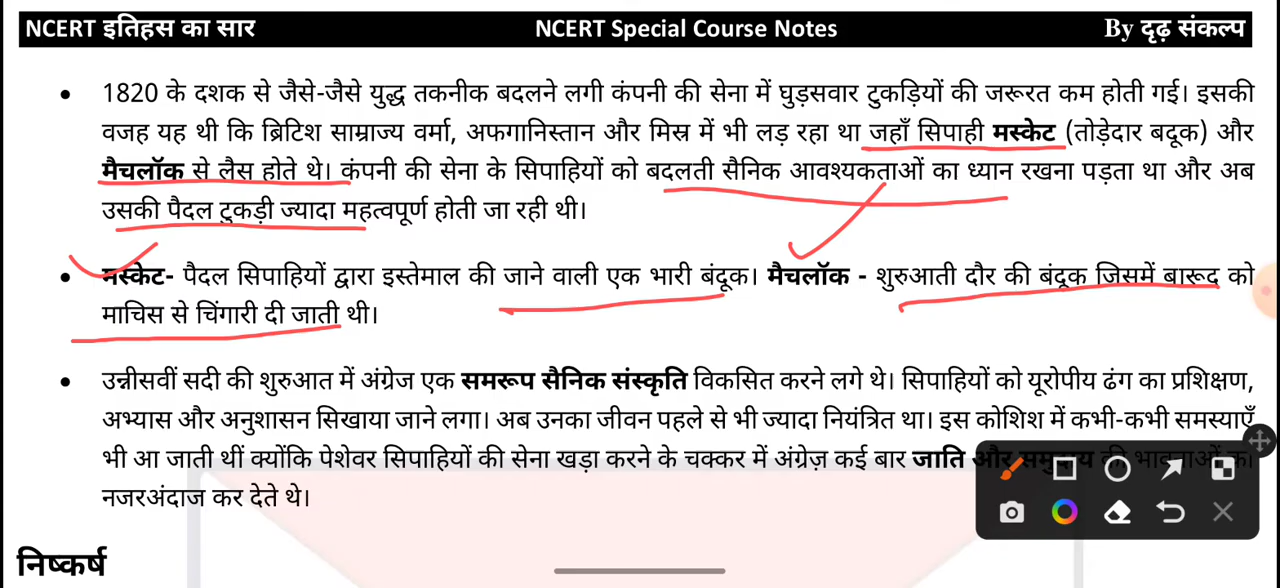 NCERT इतिहस का सार NCERT Special Course Notes By दृढ़ संकल्प
• 1820 के दशक से जैसे-जैसे युद्ध तकनीक बदलने लगी कंपनी की सेना में घुड़सवार टुकड़ियों की जरूरत कम होती गई। इसकी
वजह यह थी कि ब्रिटिश साम्राज्य वर्मा, अफगानिस्तान और मिस्र में भी लड़ रहा था जहाँ सिपाही मस्केट (तोड़ेदार बदूक) और
मैचलॉक से लैस होते थे। कंपनी की सेना के सिपाहियों को बदलती सैनिक आवश्यकताओं का ध्यान रखना पड़ता था और अब
उसकी पैदल टुकड़ी ज्यादा महत्वपूर्ण होती जा रही थी।
• मस्केट- पैदल सिपाहियों द्वारा इस्तेमाल की जाने वाली एक भारी बंदूक। मैचलॉक - शुरुआती दौर की बंदूक जिसमें बारूद को
माचिस से चिंगारी दी जाती थी।
• उन्नीसवीं सदी की शुरुआत में अंग्रेज एक समरूप सैनिक संस्कृति विकसित करने लगे थे। सिपाहियों को यूरोपीय ढंग का प्रशिक्षण,
अभ्यास और अनुशासन सिखाया जाने लगा। अब उनका जीवन पहले से भी ज्यादा नियंत्रित था। इस कोशिश में कभी-कभी समस्याएँ
भी आ जाती थीं क्योंकि पेशेवर सिपाहियों की सेना खड़ा करने के चक्कर में अंग्रेज़ कई बार जाति और समुदाय की भावनाओं का
नजरअंदाज कर देते थे।
निष्कर्ष